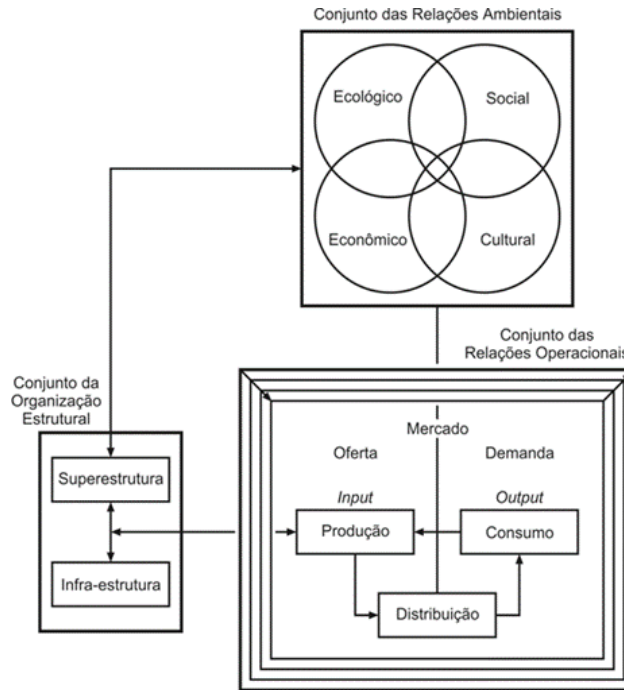 Conjunto das Relações Ambientais
Ecológico
Social
Econômico
Cultural
Conjunto das
Relações Operacionais
Conjunto da
Organização
Estrutural
Superestrutura
Infra-estrutura
Mercado
Oferta
Demanda
Input
Output
Produção
Consumo
Distribuição